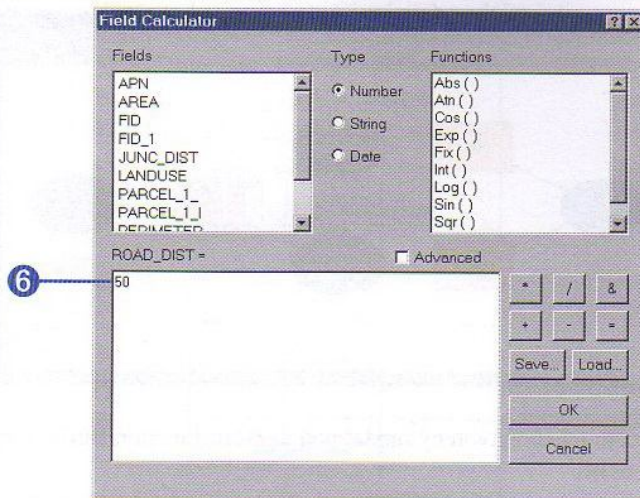 Field Calculator
Fields
APN
AREA
FID
FID_1
JUNC_DIST
LANDUSE
PARCEL_1_
PARCEL_1_I
PERIMETER
Type
Number
String
Date
Functions
Abs ( )
Atn ( )
Cos ( )
Exp ( )
Fix ( )
Int ( )
Log ( )
Sin ( )
Sqr ( )
ROAD_DIST =
Advanced
6
50
* / &
+ - =
Save... Load...
OK
Cancel